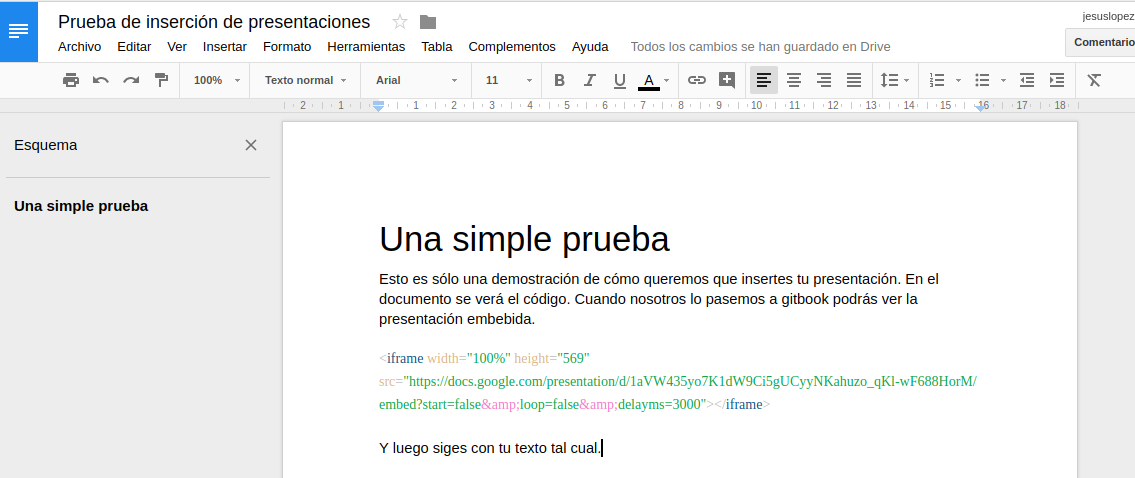 Prueba de inserción de presentaciones
jesuslopez
Archivo Editar Ver Insertar Formato Herramientas Tabla Complementos Ayuda Todos los cambios se han guardado en Drive
Comentario
100% Texto normal Arial 11 B I U A
2 1 1 2 3 4 5 6 7 8 9 10 11 12 13 14 15 16 17 18
Esquema
Una simple prueba
Una simple prueba
Esto es sólo una demostración de cómo queremos que insertes tu presentación. En el
documento se verá el código. Cuando nosotros lo pasemos a gitbook podrás ver la
presentación embebida.
<iframe width="100%" height="569"
src="https://docs.google.com/presentation/d/1aVW435yo7K1dW9Ci5gUCyyNKahuzo_qKl-wF688HorM/
embed?start=false&amp;loop=false&amp;delayms=3000"></iframe>
Y luego siges con tu texto tal cual.